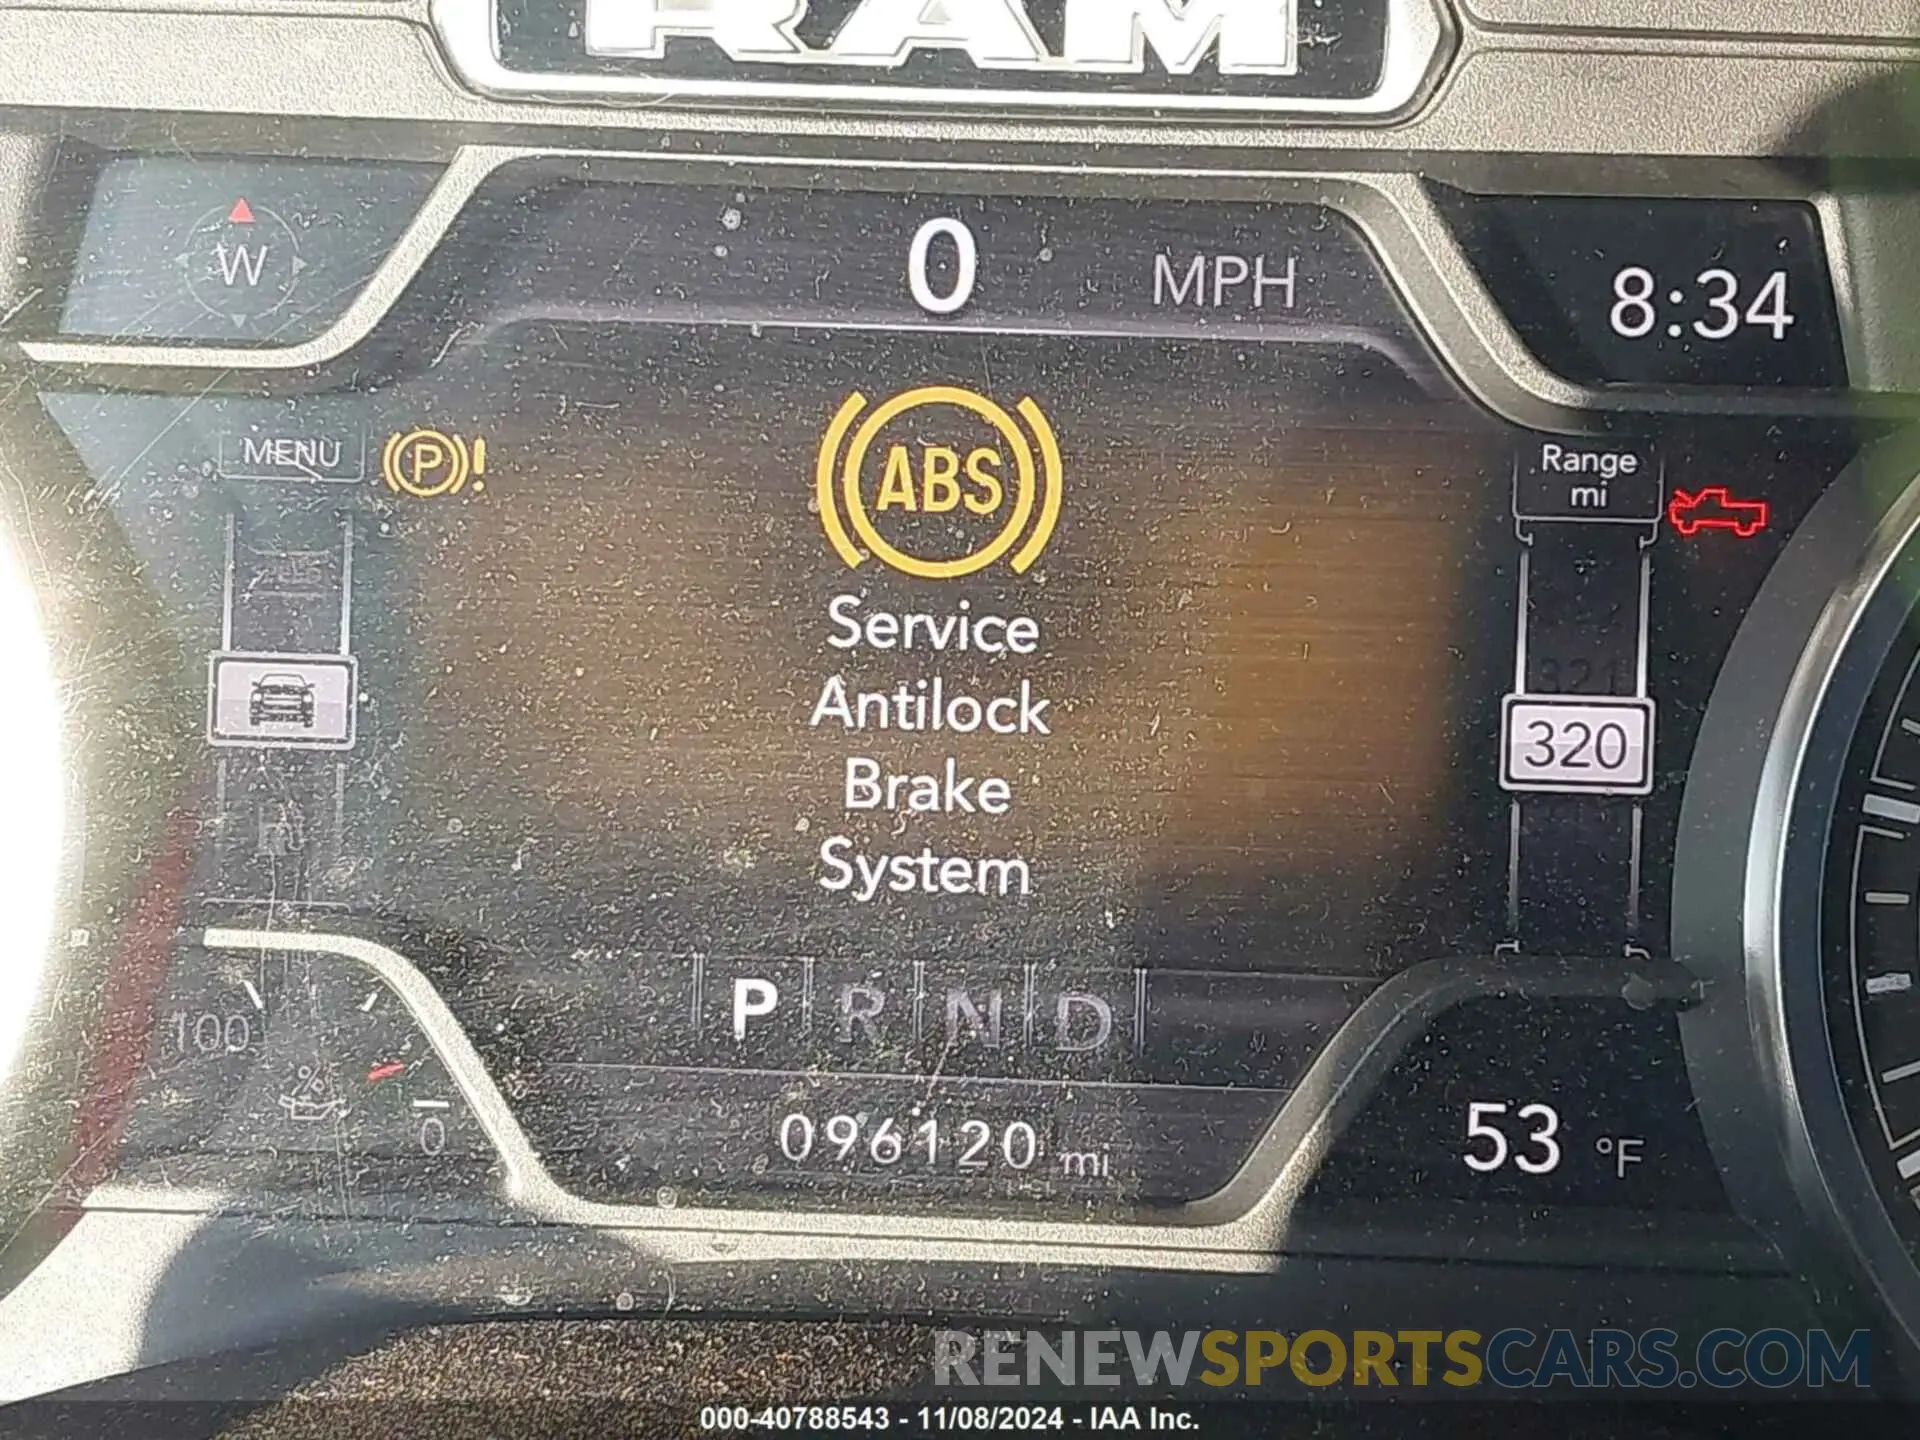 RAM
W
0 MPH
8:34
MENU
P!
ABS
Range
mi
Service
Antilock
Brake
System
321
320
P R N D
100
0
096120 mi
53 °F
RENEWSPORTSCARS.COM
000-40788543 - 11/08/2024 - IAA Inc.